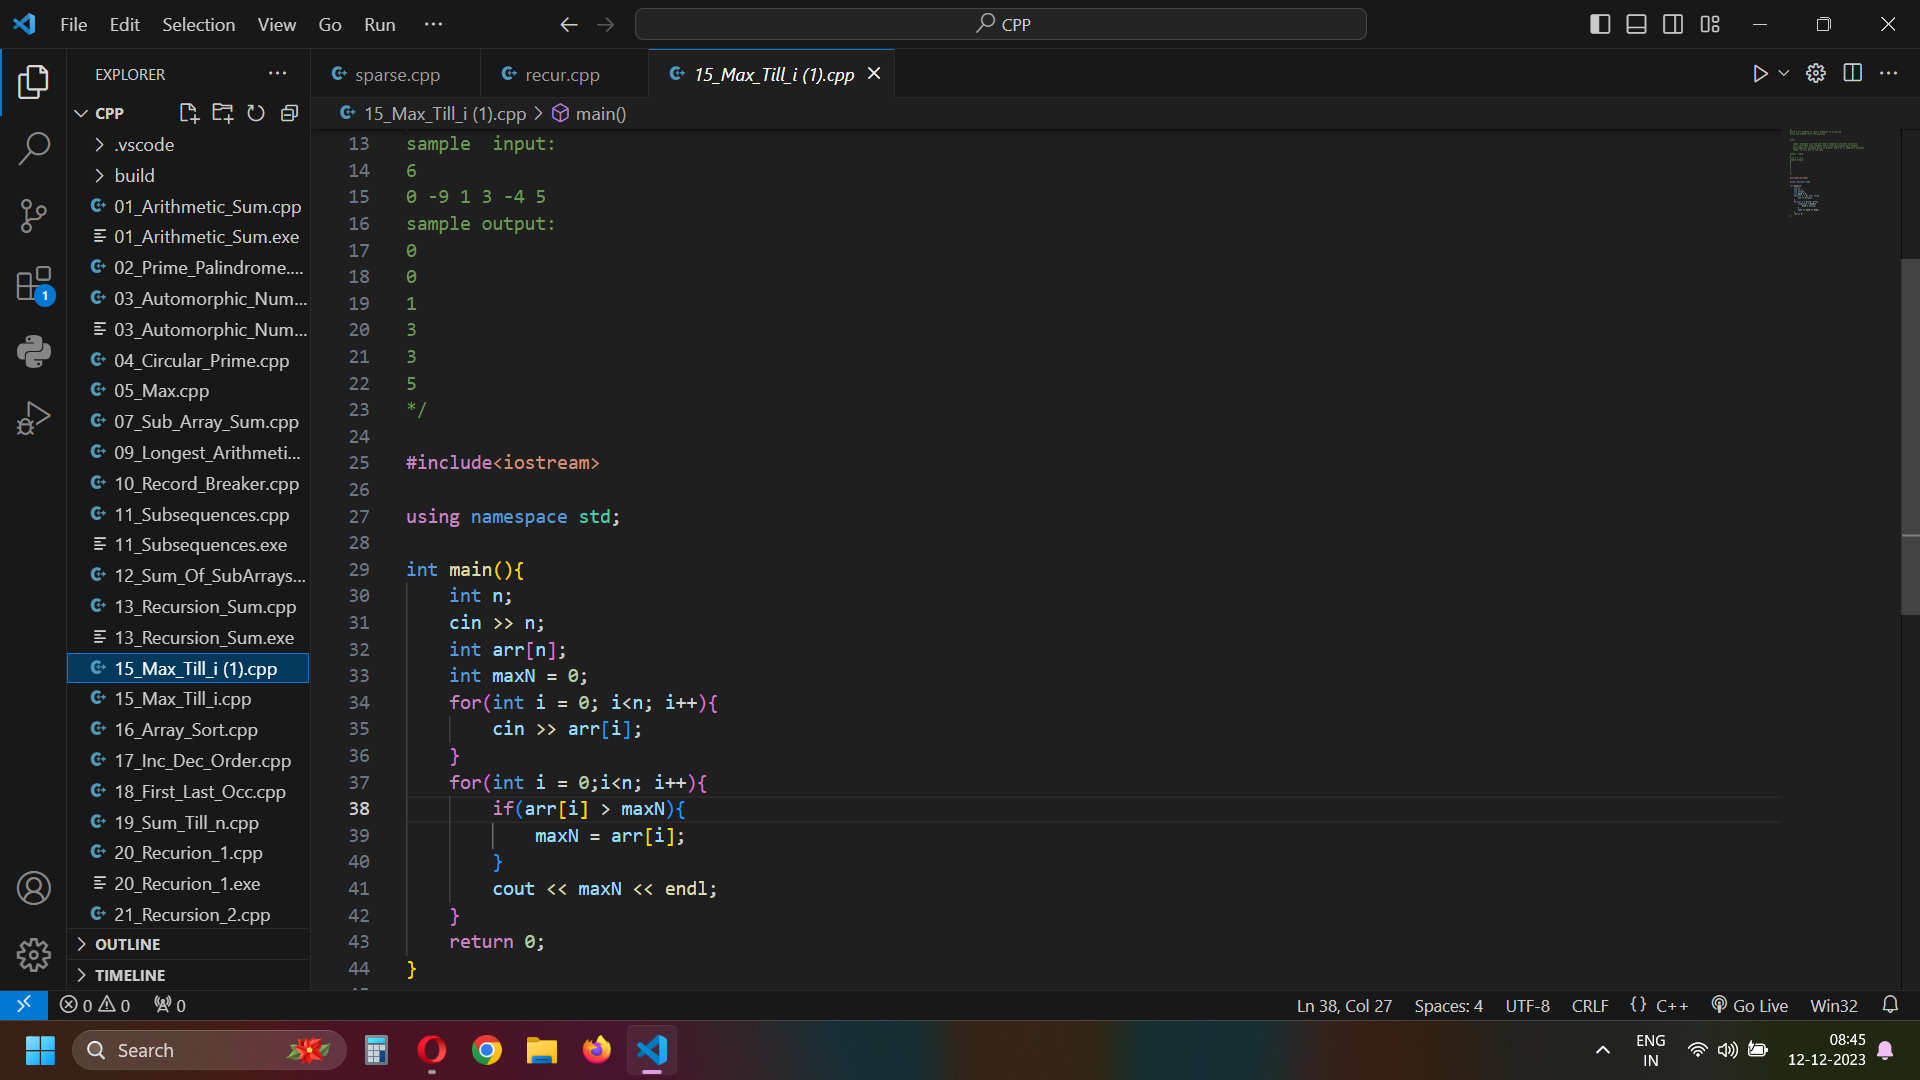 File Edit Selection View Go Run ···
CPP
EXPLORER ···
sparse.cpp
recur.cpp
15_Max_Till_i (1).cpp
CPP
15_Max_Till_i (1).cpp > main()
.vscode
build
01_Arithmetic_Sum.cpp
01_Arithmetic_Sum.exe
02_Prime_Palindrome....
03_Automorphic_Num...
03_Automorphic_Num...
04_Circular_Prime.cpp
05_Max.cpp
07_Sub_Array_Sum.cpp
09_Longest_Arithmeti...
10_Record_Breaker.cpp
11_Subsequences.cpp
11_Subsequences.exe
12_Sum_Of_SubArrays...
13_Recursion_Sum.cpp
13_Recursion_Sum.exe
15_Max_Till_i (1).cpp
15_Max_Till_i.cpp
16_Array_Sort.cpp
17_Inc_Dec_Order.cpp
18_First_Last_Occ.cpp
19_Sum_Till_n.cpp
20_Recurion_1.cpp
20_Recurion_1.exe
21_Recursion_2.cpp
OUTLINE
TIMELINE
1
13 sample  input:
14 6
15 0 -9 1 3 -4 5
16 sample output:
17 0
18 0
19 1
20 3
21 3
22 5
23 */
24
25 #include<iostream>
26
27 using namespace std;
28
29 int main(){
30     int n;
31     cin >> n;
32     int arr[n];
33     int maxN = 0;
34     for(int i = 0; i<n; i++){
35         cin >> arr[i];
36     }
37     for(int i = 0;i<n; i++){
38         if(arr[i] > maxN){
39             maxN = arr[i];
40         }
41         cout << maxN << endl;
42     }
43     return 0;
44 }
0 0 0
Ln 38, Col 27 Spaces: 4 UTF-8 CRLF {} C++ Go Live Win32
Search
ENG
IN
08:45
12-12-2023